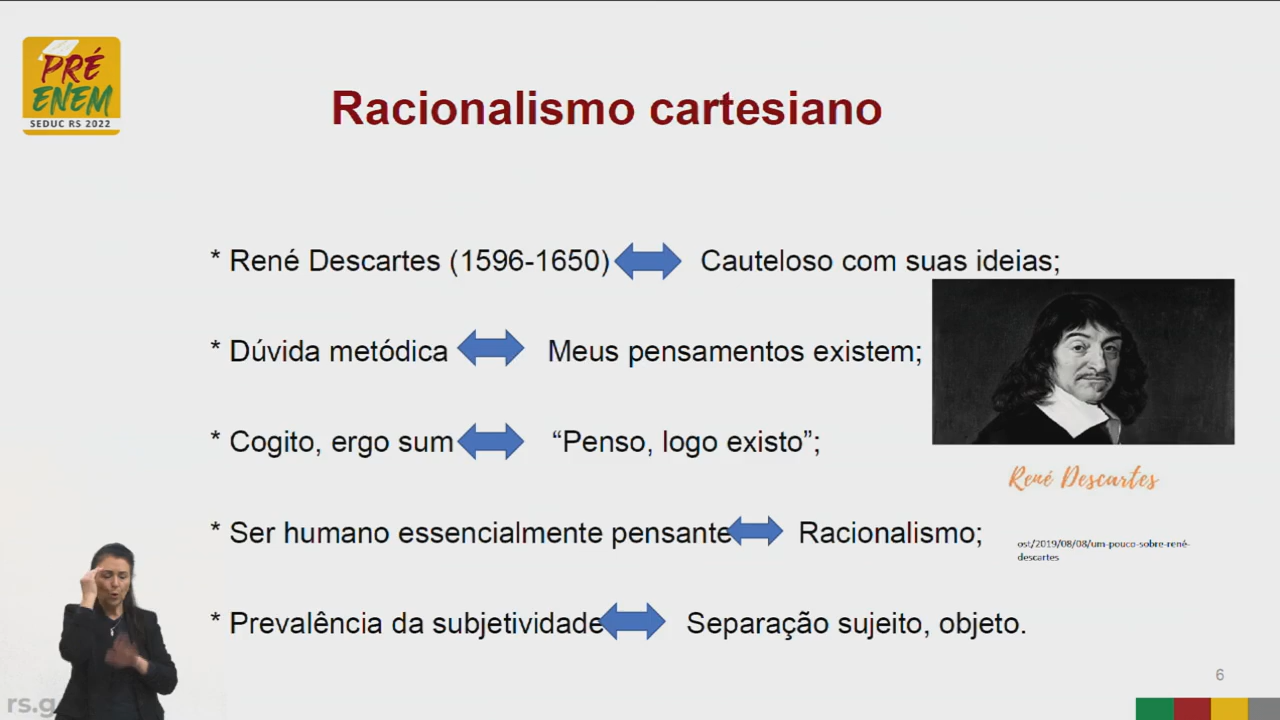 PRÉ
ENEM
SEDUC RS 2022
Racionalismo cartesiano
* René Descartes (1596-1650) Cauteloso com suas ideias;
* Dúvida metódica Meus pensamentos existem;
* Cogito, ergo sum “Penso, logo existo”;
René Descartes
* Ser humano essencialmente pensante Racionalismo;
ost/2019/08/08/um-pouco-sobre-rené-
descartes
* Prevalência da subjetividade Separação sujeito, objeto.
6
rs.g